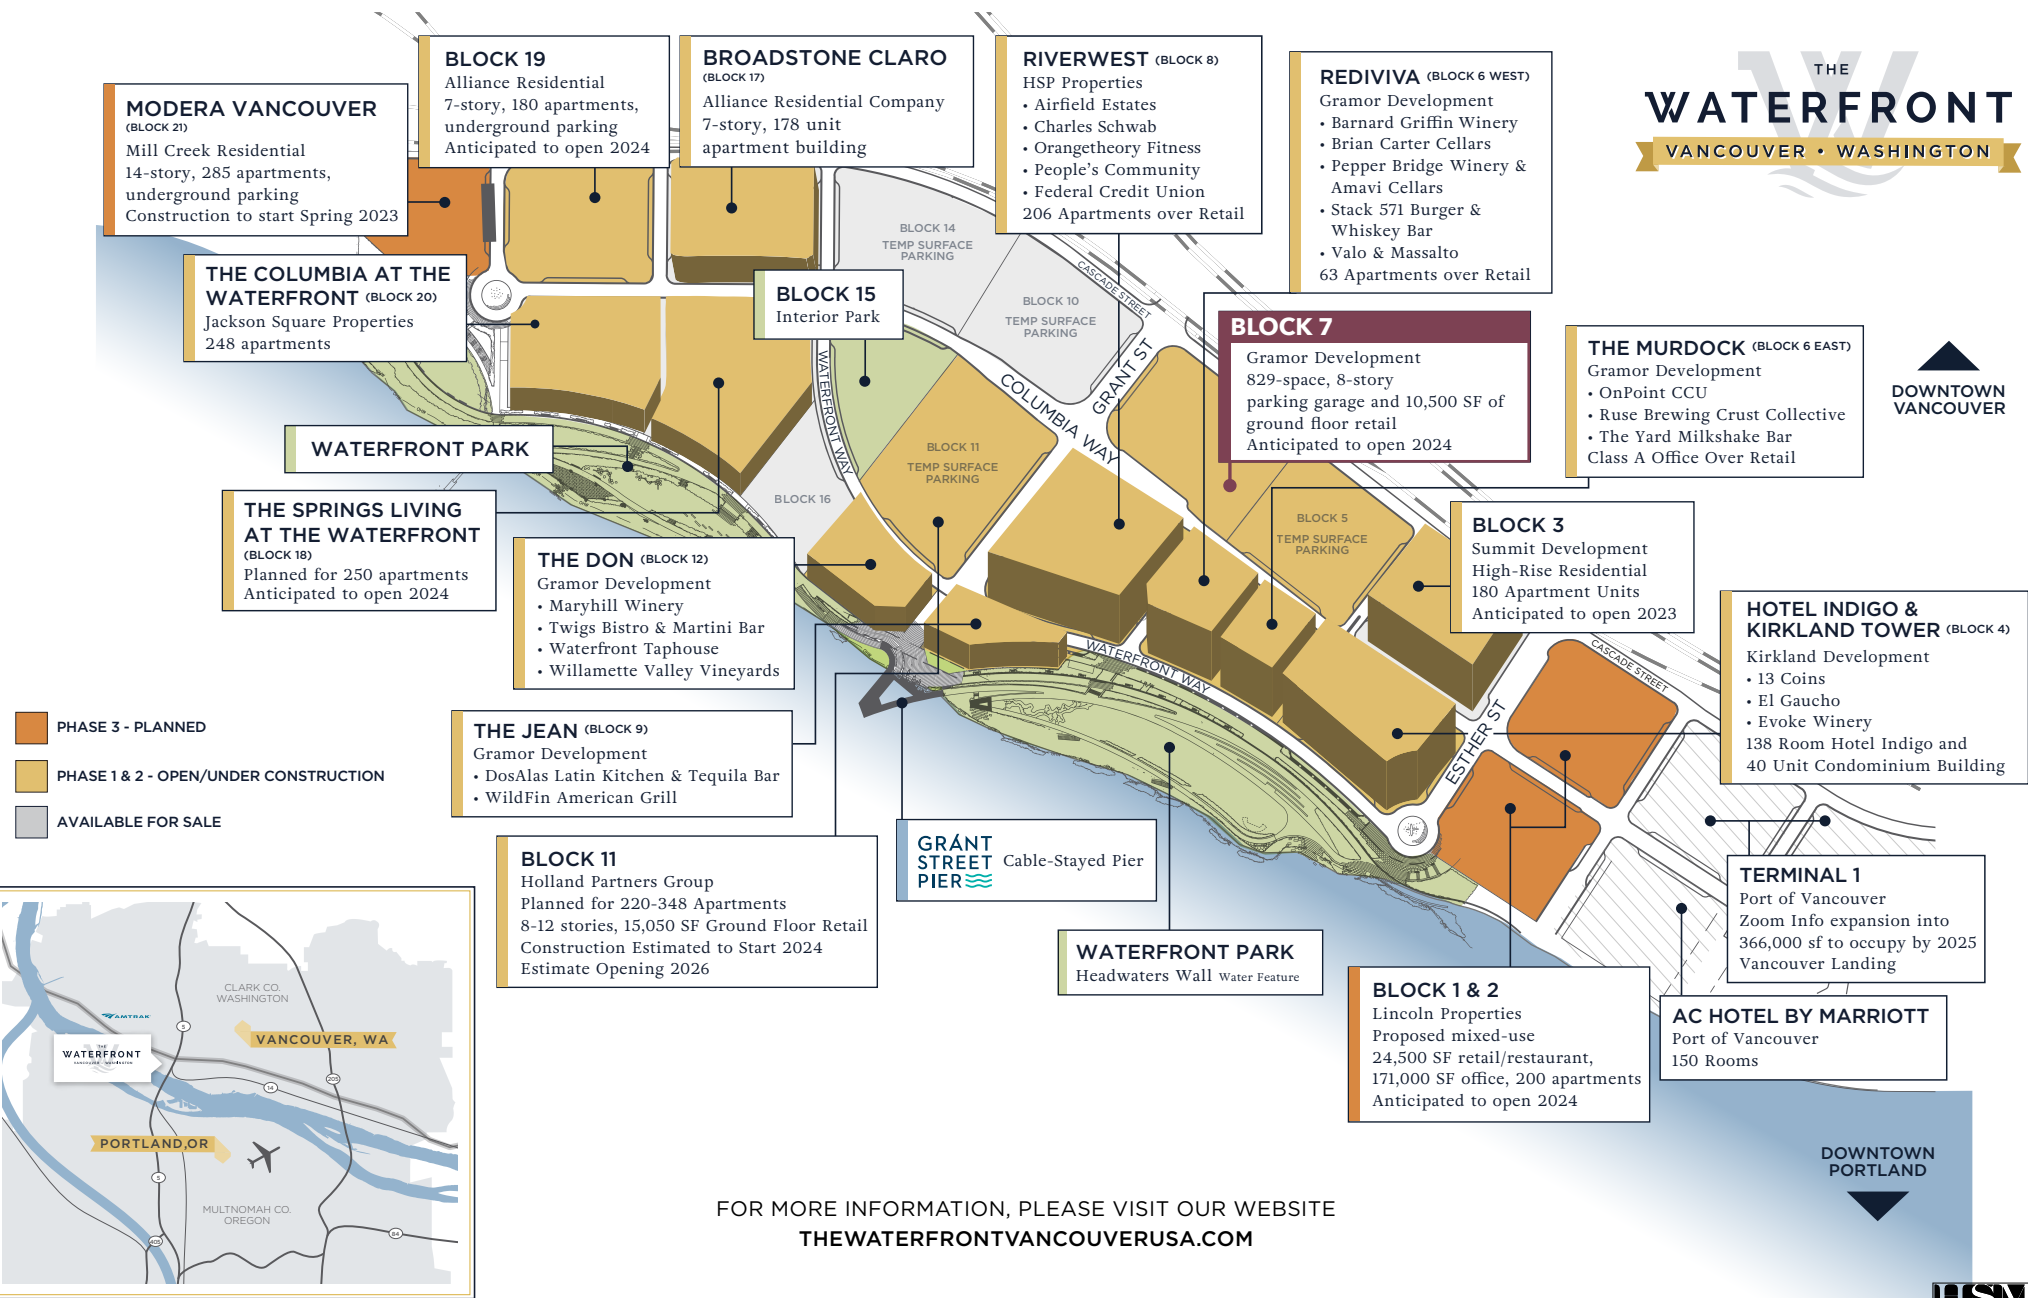 THE
WATERFRONT
VANCOUVER • WASHINGTON
MODERA VANCOUVER
(BLOCK 21)
Mill Creek Residential
14-story, 285 apartments,
underground parking
Construction to start Spring 2023
BLOCK 19
Alliance Residential
7-story, 180 apartments,
underground parking
Anticipated to open 2024
BROADSTONE CLARO
(BLOCK 17)
Alliance Residential Company
7-story, 178 unit
apartment building
RIVERWEST (BLOCK 8)
HSP Properties
• Airfield Estates
• Charles Schwab
• Orangetheory Fitness
• People's Community
• Federal Credit Union
206 Apartments over Retail
REDIVIVA (BLOCK 6 WEST)
Gramor Development
• Barnard Griffin Winery
• Brian Carter Cellars
• Pepper Bridge Winery &
Amavi Cellars
• Stack 571 Burger &
Whiskey Bar
• Valo & Massalto
63 Apartments over Retail
THE COLUMBIA AT THE
WATERFRONT (BLOCK 20)
Jackson Square Properties
248 apartments
BLOCK 15
Interior Park
BLOCK 14
TEMP SURFACE
PARKING
BLOCK 10
TEMP SURFACE
PARKING
CASCADE STREET
GRANT ST
COLUMBIA WAY
WATERFRONT WAY
BLOCK 7
Gramor Development
829-space, 8-story
parking garage and 10,500 SF of
ground floor retail
Anticipated to open 2024
THE MURDOCK (BLOCK 6 EAST)
Gramor Development
• OnPoint CCU
• Ruse Brewing Crust Collective
• The Yard Milkshake Bar
Class A Office Over Retail
DOWNTOWN
VANCOUVER
WATERFRONT PARK
BLOCK 11
TEMP SURFACE
PARKING
BLOCK 16
BLOCK 5
TEMP SURFACE
PARKING
THE SPRINGS LIVING
AT THE WATERFRONT
(BLOCK 18)
Planned for 250 apartments
Anticipated to open 2024
THE DON (BLOCK 12)
Gramor Development
• Maryhill Winery
• Twigs Bistro & Martini Bar
• Waterfront Taphouse
• Willamette Valley Vineyards
BLOCK 3
Summit Development
High-Rise Residential
180 Apartment Units
Anticipated to open 2023
HOTEL INDIGO &
KIRKLAND TOWER (BLOCK 4)
Kirkland Development
• 13 Coins
• El Gaucho
• Evoke Winery
138 Room Hotel Indigo and
40 Unit Condominium Building
WATERFRONT WAY
CASCADE STREET
ESTHER ST
PHASE 3 - PLANNED
PHASE 1 & 2 - OPEN/UNDER CONSTRUCTION
AVAILABLE FOR SALE
THE JEAN (BLOCK 9)
Gramor Development
• DosAlas Latin Kitchen & Tequila Bar
• WildFin American Grill
BLOCK 11
Holland Partners Group
Planned for 220-348 Apartments
8-12 stories, 15,050 SF Ground Floor Retail
Construction Estimated to Start 2024
Estimate Opening 2026
GRANT
STREET
PIER
Cable-Stayed Pier
WATERFRONT PARK
Headwaters Wall Water Feature
TERMINAL 1
Port of Vancouver
Zoom Info expansion into
366,000 sf to occupy by 2025
Vancouver Landing
BLOCK 1 & 2
Lincoln Properties
Proposed mixed-use
24,500 SF retail/restaurant,
171,000 SF office, 200 apartments
Anticipated to open 2024
AC HOTEL BY MARRIOTT
Port of Vancouver
150 Rooms
DOWNTOWN
PORTLAND
CLARK CO.
WASHINGTON
AMTRAK
5
VANCOUVER, WA
THE
WATERFRONT
VANCOUVER • WASHINGTON
14
205
PORTLAND,OR
5
MULTNOMAH CO.
OREGON
405
84
FOR MORE INFORMATION, PLEASE VISIT OUR WEBSITE
THEWATERFRONTVANCOUVERUSA.COM